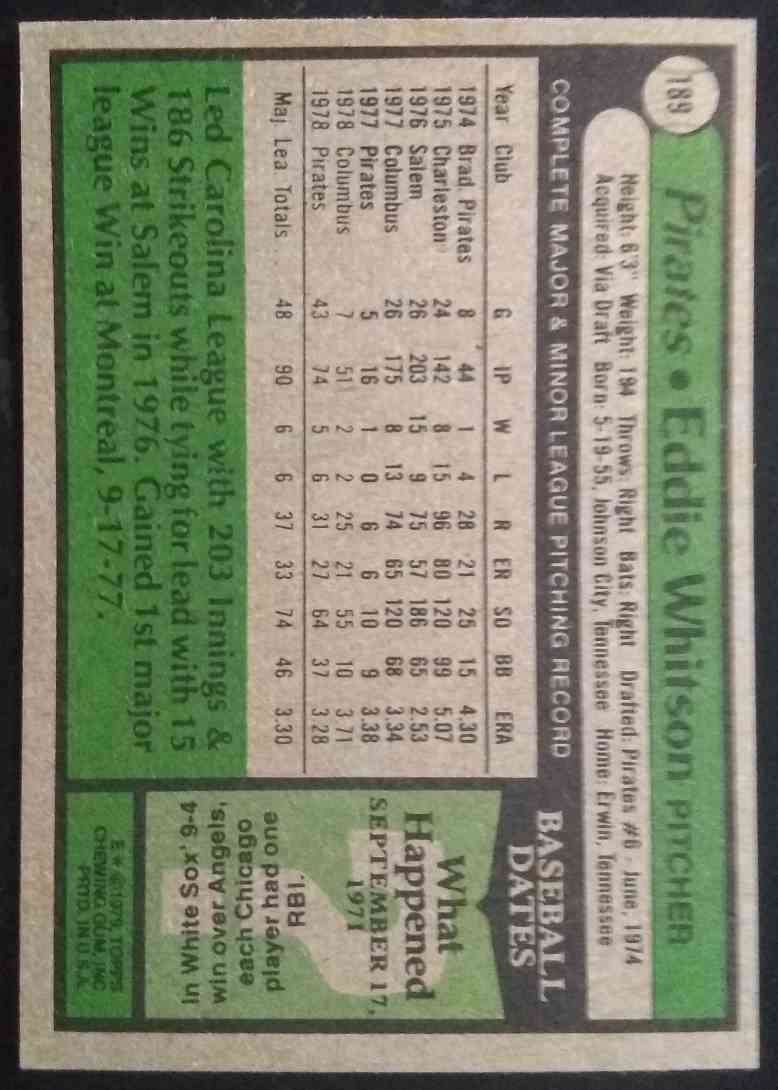 189
Pirates • Eddie Whitson PITCHER
Height: 6'3" Weight: 194 Throws: Right Bats: Right Drafted: Pirates #6 - June, 1974
Acquired: Via Draft Born: 5-19-55, Johnson City, Tennessee Home: Erwin, Tennessee
COMPLETE MAJOR & MINOR LEAGUE PITCHING RECORD
Year Club G IP W L R ER SO BB ERA
1974 Brad. Pirates 8 44 1 4 28 21 25 15 4.30
1975 Charleston 24 142 8 15 96 80 120 99 5.07
1976 Salem 26 203 15 9 75 57 186 65 2.53
1977 Columbus 26 175 8 13 74 65 120 68 3.34
1977 Pirates 5 16 1 0 6 6 10 9 3.38
1978 Columbus 7 51 2 2 25 21 55 10 3.71
1978 Pirates 43 74 5 6 31 27 64 37 3.28
Maj. Lea. Totals 48 90 6 6 37 33 74 46 3.30
Led Carolina League with 203 Innings &
186 Strikeouts while tying for lead with 15
Wins at Salem in 1976. Gained 1st major
league Win at Montreal, 9-17-77.
BASEBALL
DATES
What
Happened
SEPTEMBER 17,
1971
?
In White Sox' 9-4
win over Angels,
each Chicago
player had one
RBI.
E* © 1979, TOPPS
CHEWING GUM, INC.
PRTD. IN U.S.A.